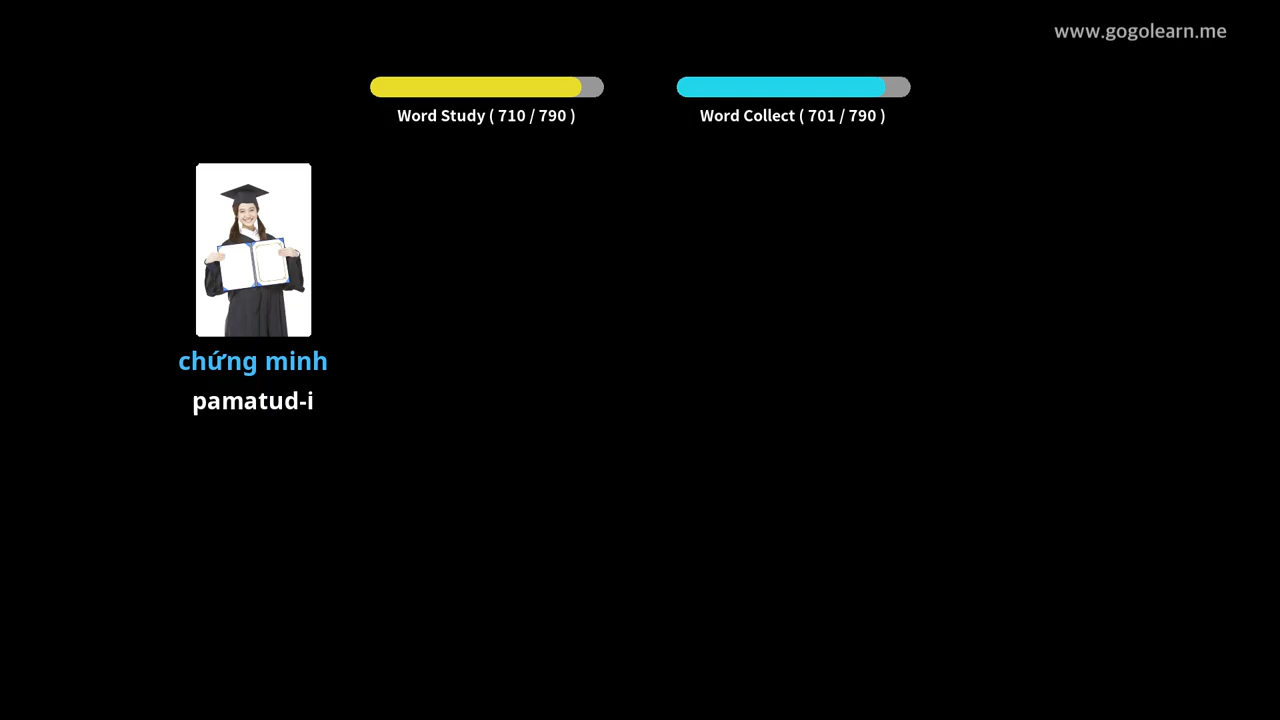 www.gogolearn.me
Word Study ( 710 / 790 )
Word Collect ( 701 / 790 )
chứng minh
pamatud-i